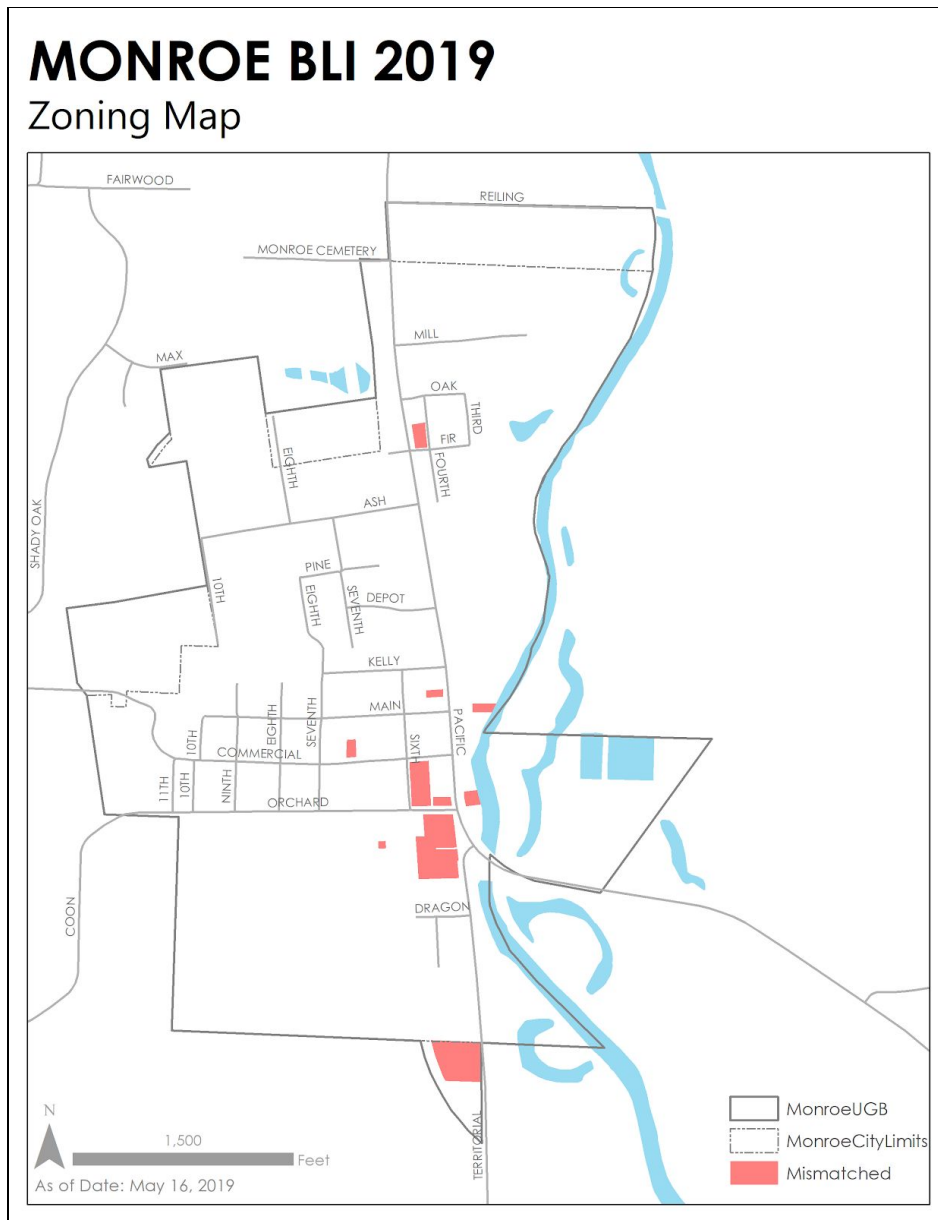 MONROE BLI 2019
Zoning Map
FAIRWOOD
REILING
MONROE CEMETERY
MILL
MAX
OAK
THIRD
FIR
FOURTH
EIGHTH
ASH
SHADY OAK
PINE
10TH
EIGHTH
SEVENTH
DEPOT
KELLY
MAIN
PACIFIC
10TH
EIGHTH
SEVENTH
SIXTH
COMMERCIAL
11TH
10TH
NINTH
ORCHARD
COON
DRAGON
TERRITORIAL
N
1,500
Feet
As of Date: May 16, 2019
MonroeUGB
MonroeCityLimits
Mismatched